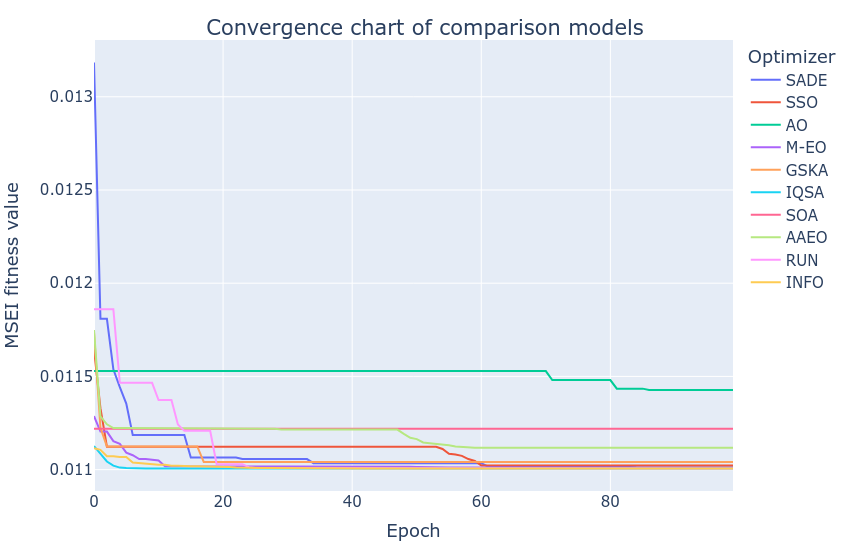 Convergence chart of comparison models
MSEI fitness value
0.013
0.0125
0.012
0.0115
0.011
0
20
40
60
80
Epoch
Optimizer
SADE
SSO
AO
M-EO
GSKA
IQSA
SOA
AAEO
RUN
INFO